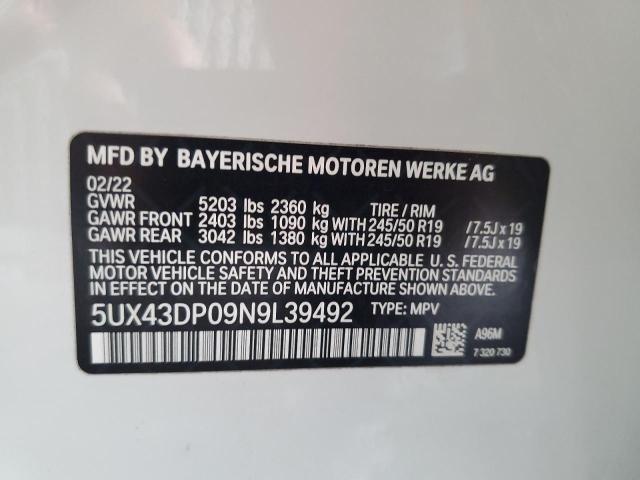 MFD BY BAYERISCHE MOTOREN WERKE AG
02/22
GVWR 5203 lbs 2360 kg TIRE / RIM
GAWR FRONT 2403 lbs 1090 kg WITH 245/50 R19 /7.5J x 19
GAWR REAR 3042 lbs 1380 kg WITH 245/50 R19 /7.5J x 19
THIS VEHICLE CONFORMS TO ALL APPLICABLE U. S. FEDERAL
MOTOR VEHICLE SAFETY AND THEFT PREVENTION STANDARDS
IN EFFECT ON THE DATE OF MANUFACTURE SHOWN ABOVE.
5UX43DP09N9L39492 TYPE: MPV
A96M
7 320 730